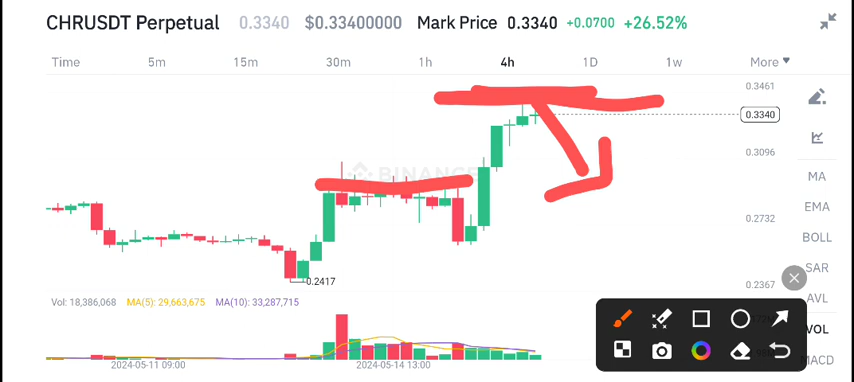 CHRUSDT Perpetual 0.3340 $0.33400000 Mark Price 0.3340 +0.0700 +26.52%
Time 5m 15m 30m 1h 4h 1D 1w More
0.3461
0.3340
BINANCE
0.3096
MA
EMA
0.2732
BOLL
SAR
0.2417
0.2367
AVL
Vol: 18,386,068 MA(5): 29,663,675 MA(10): 33,287,715
VOL
MACD
2024-05-11 09:00 2024-05-14 13:00